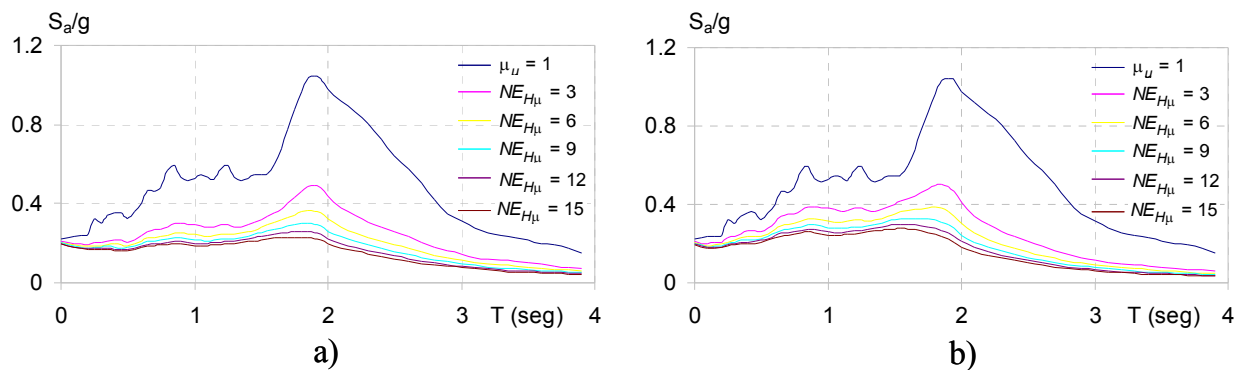 Sa/g
1.2
0.8
0.4
0
0 1 2 3 T (seg) 4
μu = 1
NEHμ = 3
NEHμ = 6
NEHμ = 9
NEHμ = 12
NEHμ = 15
a)
Sa/g
1.2
0.8
0.4
0
0 1 2 3 T (seg) 4
μu = 1
NEHμ = 3
NEHμ = 6
NEHμ = 9
NEHμ = 12
NEHμ = 15
b)